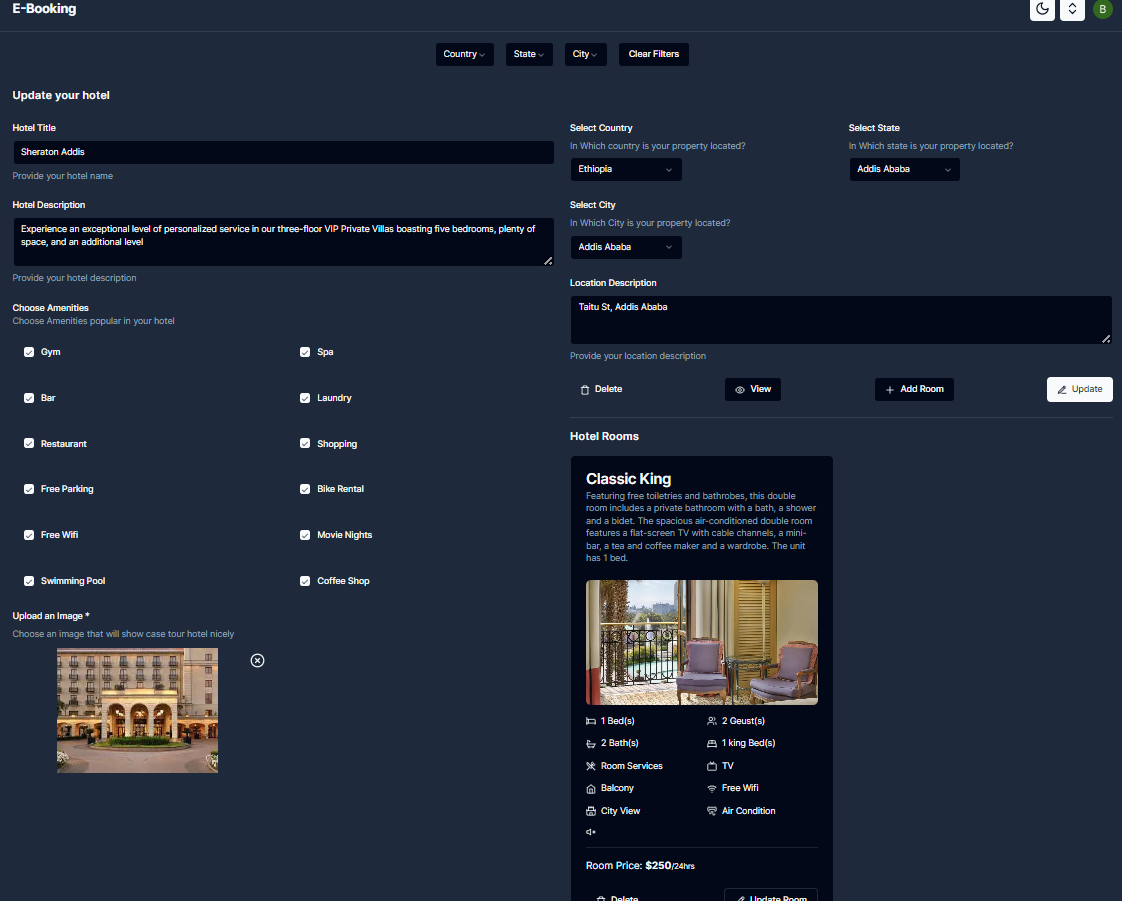 E-Booking
B
Country
State
City
Clear Filters
Update your hotel
Hotel Title
Sheraton Addis
Provide your hotel name
Hotel Description
Experience an exceptional level of personalized service in our three-floor VIP Private Villas boasting five bedrooms, plenty of
space, and an additional level
Provide your hotel description
Choose Amenities
Choose Amenities popular in your hotel
Gym
Spa
Bar
Laundry
Restaurant
Shopping
Free Parking
Bike Rental
Free Wifi
Movie Nights
Swimming Pool
Coffee Shop
Upload an Image *
Choose an image that will show case tour hotel nicely
Select Country
In Which country is your property located?
Ethiopia
Select State
In Which state is your property located?
Addis Ababa
Select City
In Which City is your property located?
Addis Ababa
Location Description
Taitu St, Addis Ababa
Provide your location description
Delete
View
Add Room
Update
Hotel Rooms
Classic King
Featuring free toiletries and bathrobes, this double
room includes a private bathroom with a bath, a shower
and a bidet. The spacious air-conditioned double room
features a flat-screen TV with cable channels, a mini-
bar, a tea and coffee maker and a wardrobe. The unit
has 1 bed.
1 Bed(s)
2 Geust(s)
2 Bath(s)
1 king Bed(s)
Room Services
TV
Balcony
Free Wifi
City View
Air Condition
Room Price: $250/24hrs
Delete
Update Room